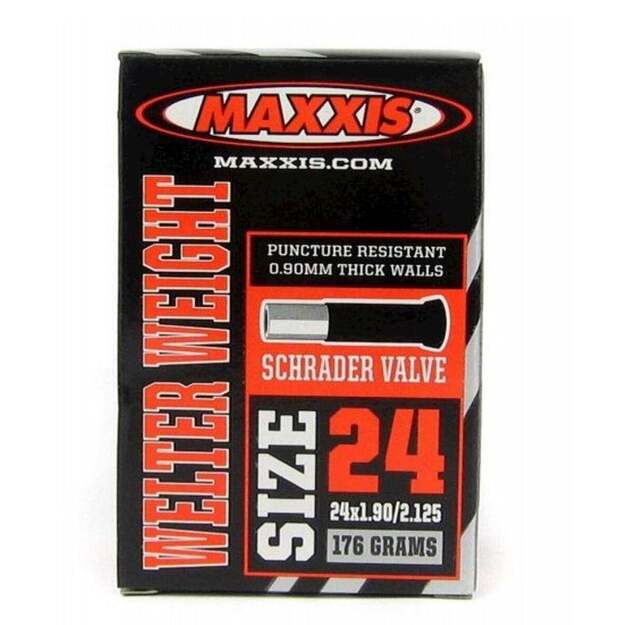 MAXXIS®
MAXXIS.COM
WELTER WEIGHT
PUNCTURE RESISTANT
0.90MM THICK WALLS
SCHRADER VALVE
SIZE
24
24x1.90/2.125
176 GRAMS